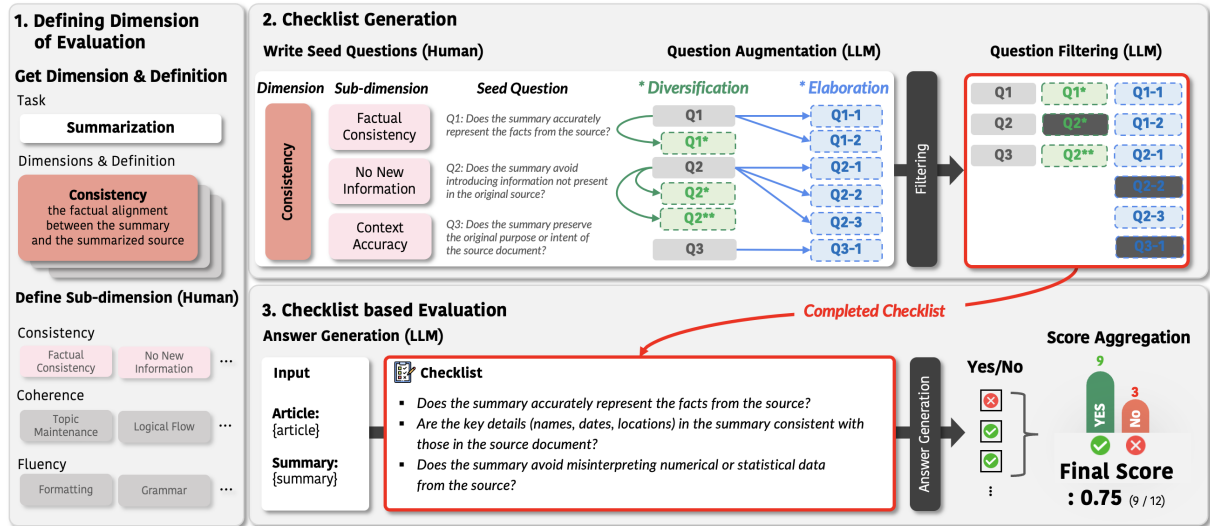 1. Defining Dimension
of Evaluation
Get Dimension & Definition
Task
Summarization
Dimensions & Definition
Consistency
the factual alignment
between the summary
and the summarized source
Define Sub-dimension (Human)
Consistency
Factual
Consistency
No New
Information
...
Coherence
Topic
Maintenance
Logical Flow
...
Fluency
Formatting
Grammar
...
2. Checklist Generation
Write Seed Questions (Human)
Question Augmentation (LLM)
Question Filtering (LLM)
Dimension
Sub-dimension
Seed Question
* Diversification
* Elaboration
Consistency
Factual
Consistency
Q1: Does the summary accurately
represent the facts from the source?
No New
Information
Q2: Does the summary avoid
introducing information not present
in the original source?
Context
Accuracy
Q3: Does the summary preserve
the original purpose or intent of
the source document?
Q1
Q1*
Q2
Q2*
Q2**
Q3
Q1-1
Q1-2
Q2-1
Q2-2
Q2-3
Q3-1
Filtering
Q1
Q1*
Q1-1
Q2
Q2*
Q1-2
Q3
Q2**
Q2-1
Q2-2
Q2-3
Q3-1
Completed Checklist
3. Checklist based Evaluation
Answer Generation (LLM)
Input
Article:
{article}
Summary:
{summary}
Checklist
▪ Does the summary accurately represent the facts from the source?
▪ Are the key details (names, dates, locations) in the summary consistent with
those in the source document?
▪ Does the summary avoid misinterpreting numerical or statistical data
from the source?
Answer Generation
Yes/No
⋮
Score Aggregation
9
3
YES
No
Final Score
: 0.75 (9 / 12)